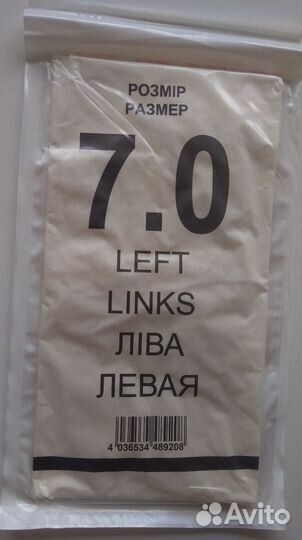 РОЗМІР
РАЗМЕР
7.0
LEFT
LINKS
ЛІВА
ЛЕВАЯ
4 036534 489208
Avito